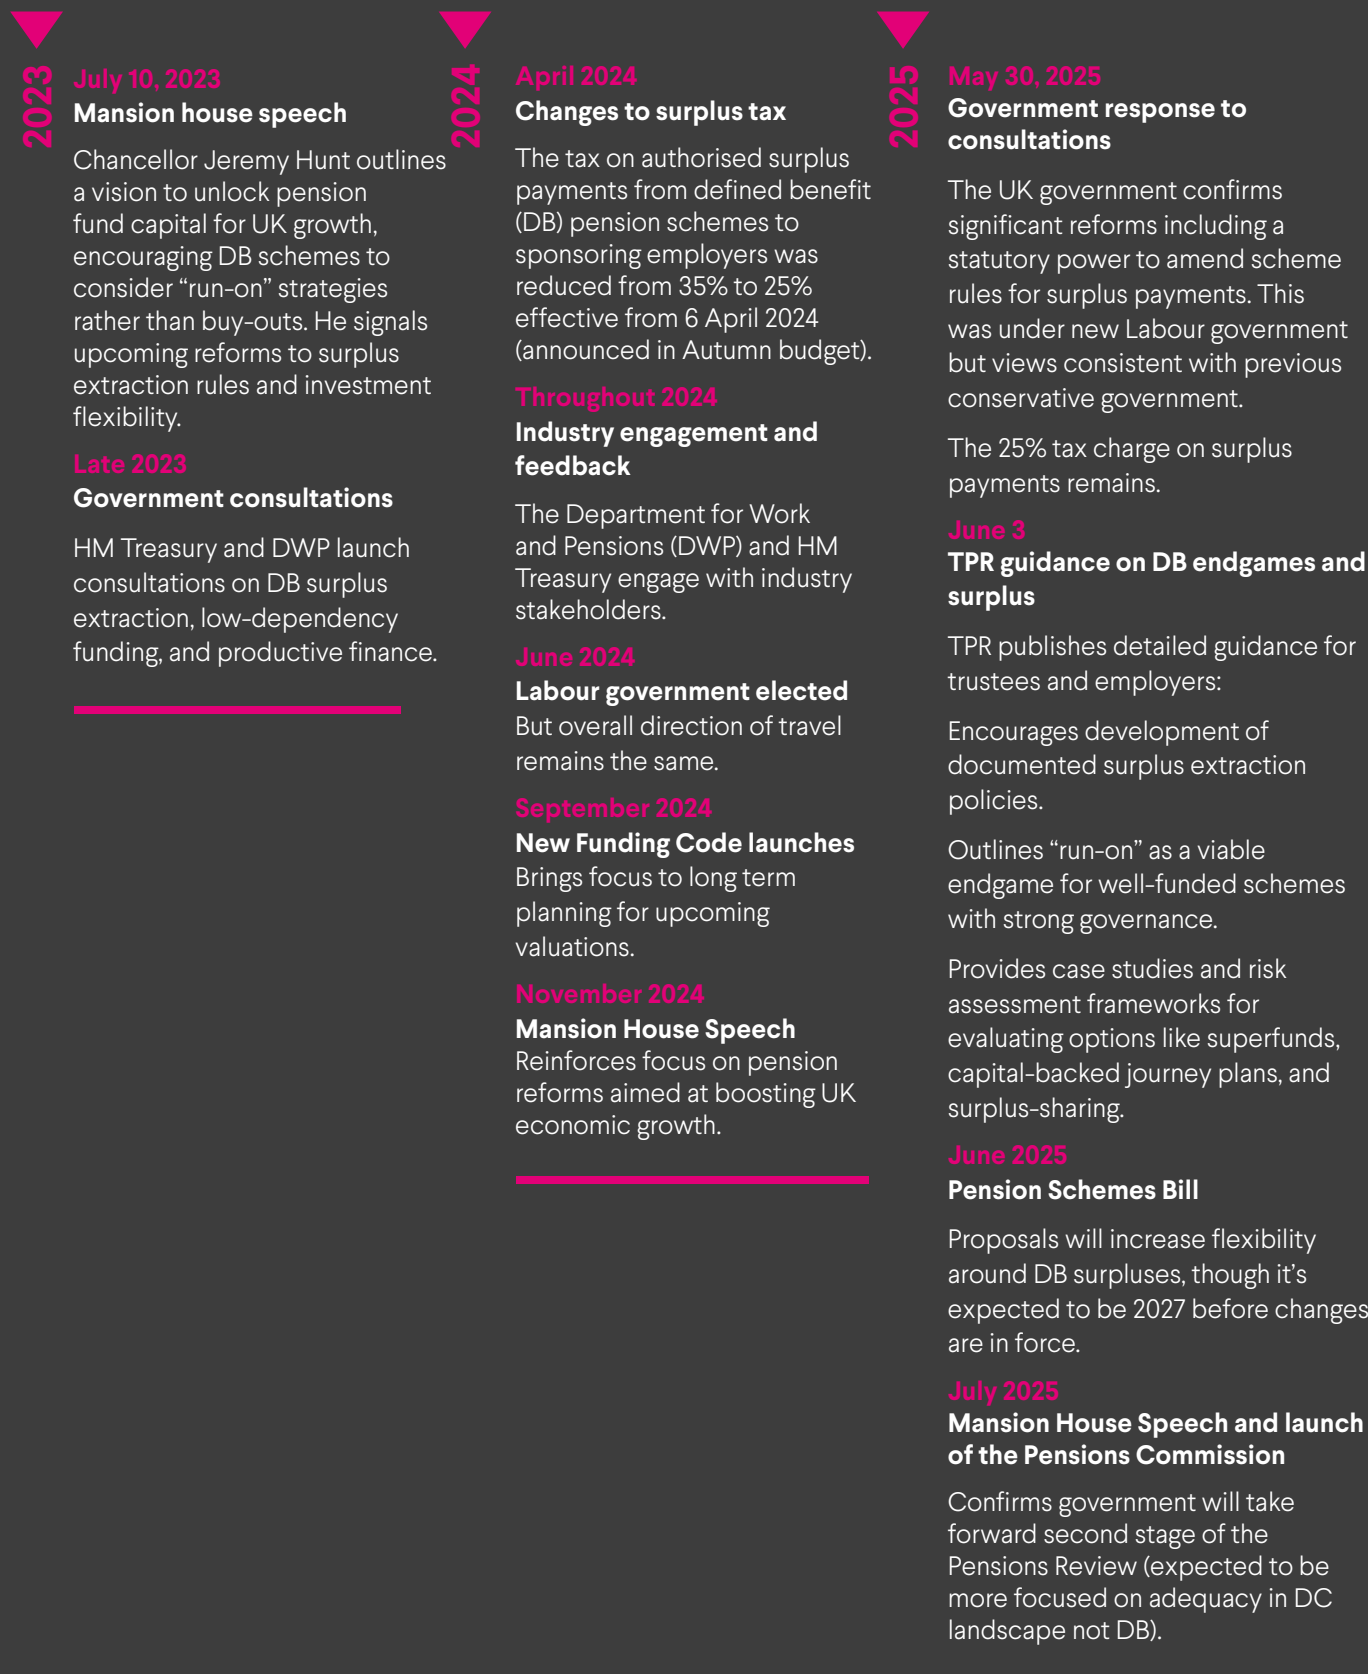 2023
July 10, 2023
Mansion house speech
Chancellor Jeremy Hunt outlines
a vision to unlock pension
fund capital for UK growth,
encouraging DB schemes to
consider “run-on” strategies
rather than buy-outs. He signals
upcoming reforms to surplus
extraction rules and investment
flexibility.
Late 2023
Government consultations
HM Treasury and DWP launch
consultations on DB surplus
extraction, low-dependency
funding, and productive finance.
2024
April 2024
Changes to surplus tax
The tax on authorised surplus
payments from defined benefit
(DB) pension schemes to
sponsoring employers was
reduced from 35% to 25%
effective from 6 April 2024
(announced in Autumn budget).
Throughout 2024
Industry engagement and
feedback
The Department for Work
and Pensions (DWP) and HM
Treasury engage with industry
stakeholders.
June 2024
Labour government elected
But overall direction of travel
remains the same.
September 2024
New Funding Code launches
Brings focus to long term
planning for upcoming
valuations.
November 2024
Mansion House Speech
Reinforces focus on pension
reforms aimed at boosting UK
economic growth.
2025
May 30, 2025
Government response to
consultations
The UK government confirms
significant reforms including a
statutory power to amend scheme
rules for surplus payments. This
was under new Labour government
but views consistent with previous
conservative government.
The 25% tax charge on surplus
payments remains.
June 3
TPR guidance on DB endgames and
surplus
TPR publishes detailed guidance for
trustees and employers:
Encourages development of
documented surplus extraction
policies.
Outlines “run-on” as a viable
endgame for well-funded schemes
with strong governance.
Provides case studies and risk
assessment frameworks for
evaluating options like superfunds,
capital-backed journey plans, and
surplus-sharing.
June 2025
Pension Schemes Bill
Proposals will increase flexibility
around DB surpluses, though it’s
expected to be 2027 before changes
are in force.
July 2025
Mansion House Speech and launch
of the Pensions Commission
Confirms government will take
forward second stage of the
Pensions Review (expected to be
more focused on adequacy in DC
landscape not DB).